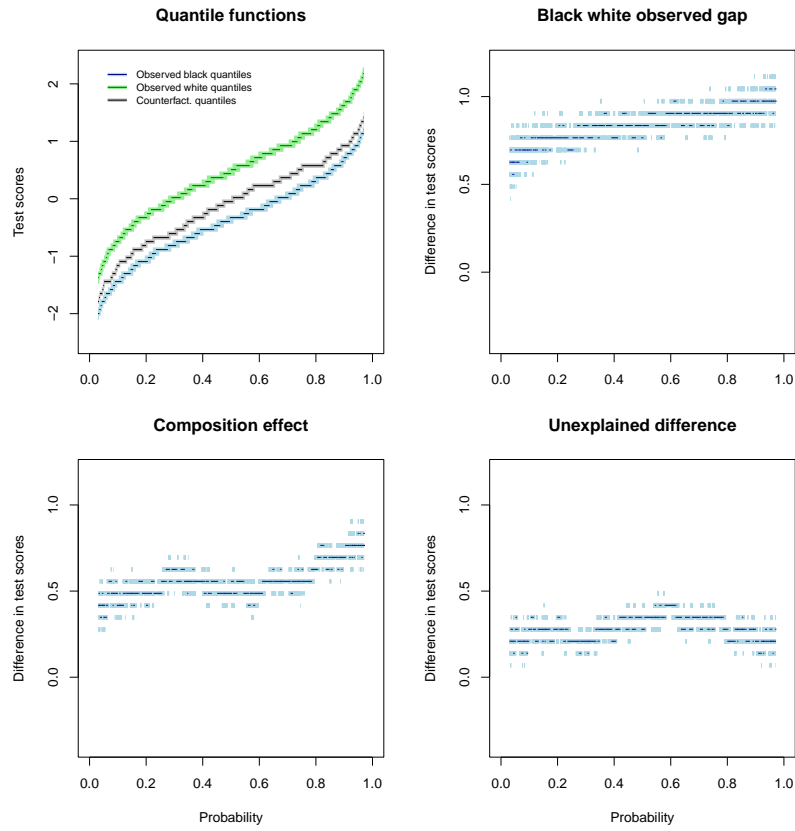 Quantile functions
Test scores
2
1
0
−1
−2
Observed black quantiles
Observed white quantiles
Counterfact. quantiles
0.0 0.2 0.4 0.6 0.8 1.0
Black white observed gap
Difference in test scores
1.0
0.5
0.0
0.0 0.2 0.4 0.6 0.8 1.0
Composition effect
Difference in test scores
1.0
0.5
0.0
0.0 0.2 0.4 0.6 0.8 1.0
Probability
Unexplained difference
Difference in test scores
1.0
0.5
0.0
0.0 0.2 0.4 0.6 0.8 1.0
Probability